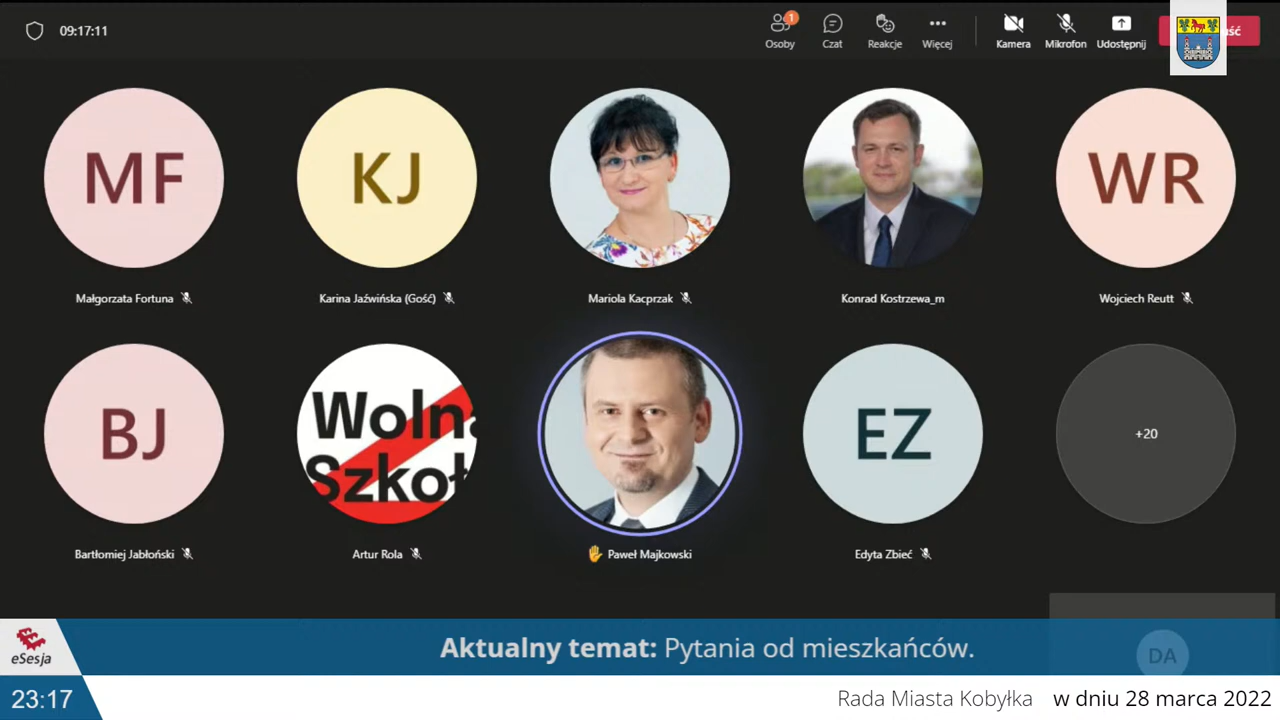 09:17:11
1
Osoby
Czat
Reakcje
Więcej
Kamera
Mikrofon
Udostępnij
MF
KJ
WR
Małgorzata Fortuna
Karina Jaźwińska (Gość)
Mariola Kacprzak
Konrad Kostrzewa_m
Wojciech Reutt
BJ
Woln
Szkoł
EZ
+20
Bartłomiej Jabłoński
Artur Rola
Paweł Majkowski
Edyta Zbieć
eSesja
Aktualny temat: Pytania od mieszkańców.
DA
23:17
Rada Miasta Kobyłka w dniu 28 marca 2022